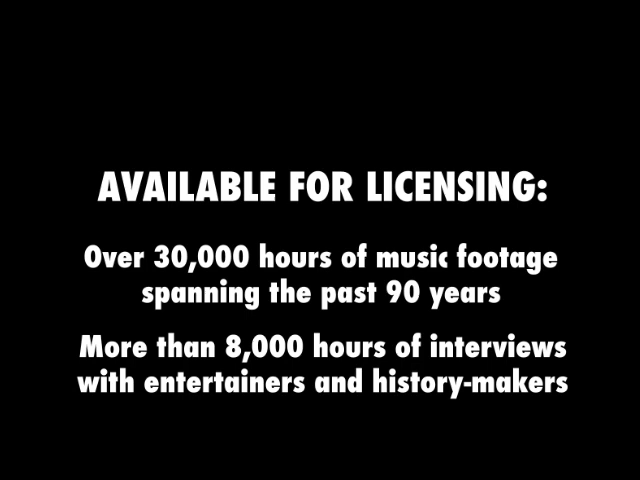 AVAILABLE FOR LICENSING:
Over 30,000 hours of music footage
spanning the past 90 years
More than 8,000 hours of interviews
with entertainers and history-makers